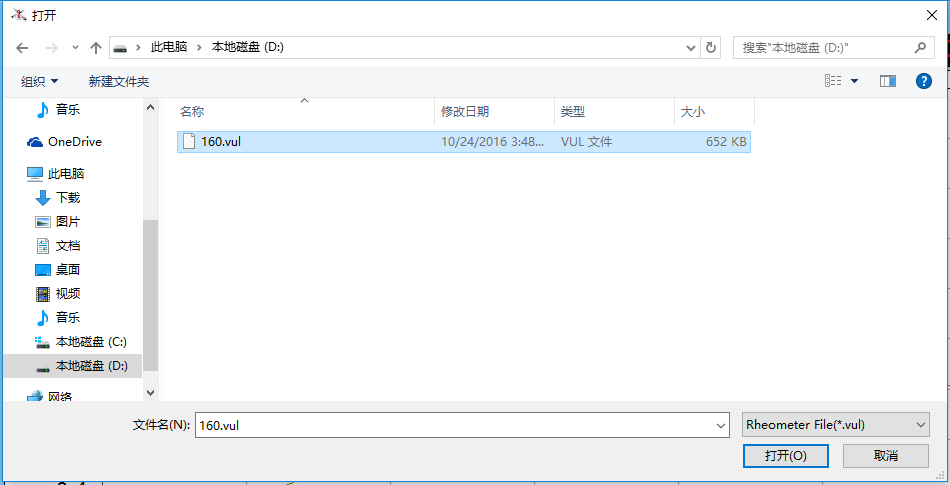 打开
此电脑 › 本地磁盘 (D:)
搜索"本地磁盘 (D:)"
组织
新建文件夹
名称 修改日期 类型 大小
160.vul 10/24/2016 3:48... VUL 文件 652 KB
音乐
OneDrive
此电脑
下载
图片
文档
桌面
视频
音乐
本地磁盘 (C:)
本地磁盘 (D:)
网络
文件名(N): 160.vul Rheometer File(*.vul)
打开(O) 取消